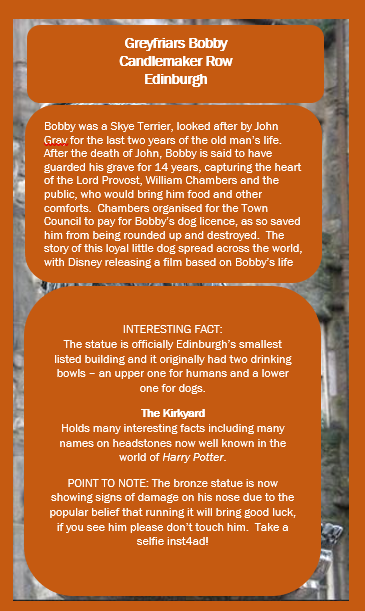 Greyfriars Bobby
Candlemaker Row
Edinburgh
Bobby was a Skye Terrier, looked after by John
Gray for the last two years of the old man's life.
After the death of John, Bobby is said to have
guarded his grave for 14 years, capturing the heart
of the Lord Provost, William Chambers and the
public, who would bring him food and other
comforts. Chambers organised for the Town
Council to pay for Bobby's dog licence, as so saved
him from being rounded up and destroyed. The
story of this loyal little dog spread across the world,
with Disney releasing a film based on Bobby's life
INTERESTING FACT:
The statue is officially Edinburgh's smallest
listed building and it originally had two drinking
bowls – an upper one for humans and a lower
one for dogs.
The Kirkyard
Holds many interesting facts including many
names on headstones now well known in the
world of Harry Potter.
POINT TO NOTE: The bronze statue is now
showing signs of damage on his nose due to the
popular belief that running it will bring good luck,
if you see him please don't touch him. Take a
selfie inst4ad!